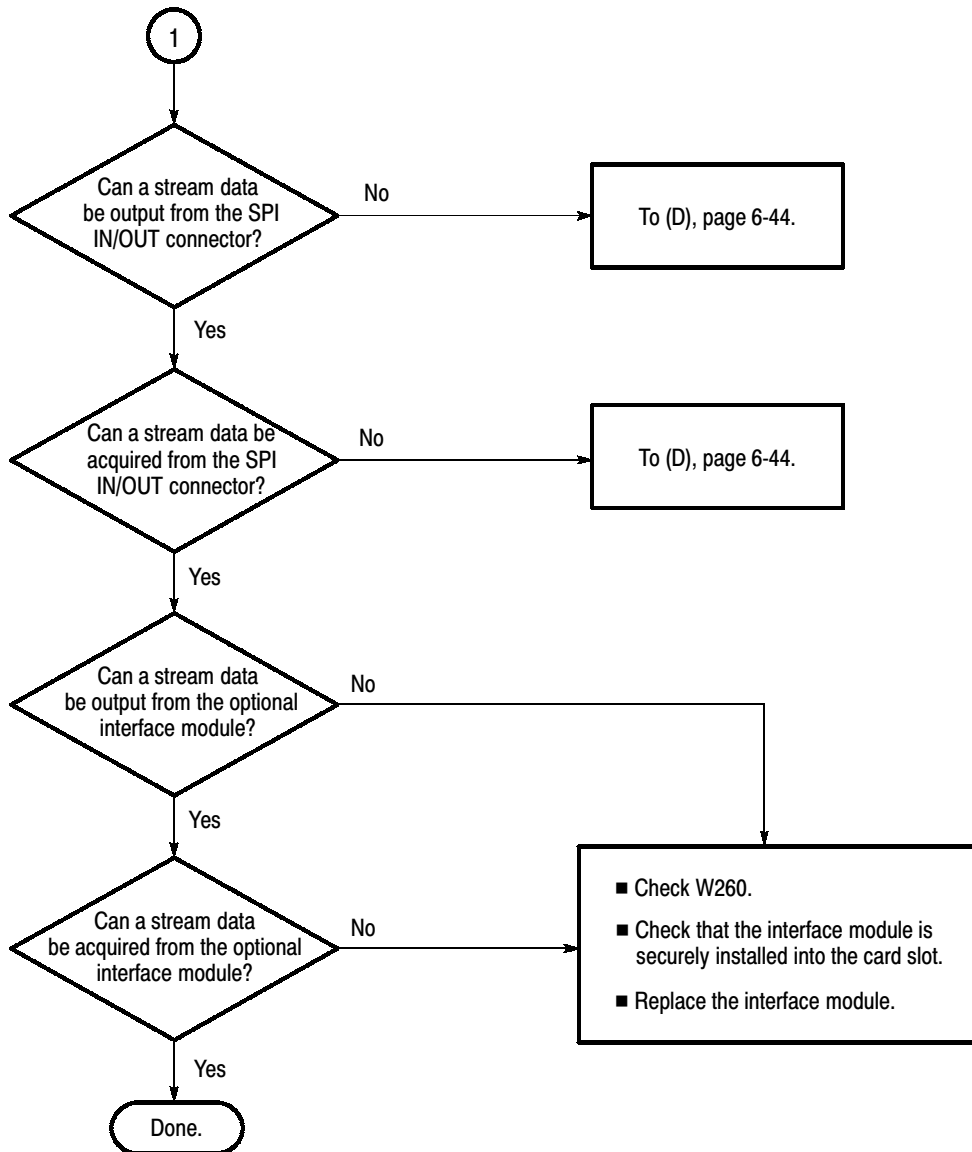 1
Can a stream data
be output from the SPI
IN/OUT connector?
No
To (D), page 6-44.
Yes
Can a stream data be
acquired from the SPI
IN/OUT connector?
No
To (D), page 6-44.
Yes
Can a stream data
be output from the optional
interface module?
No
Yes
Can a stream data
be acquired from the optional
interface module?
No
■ Check W260.
■ Check that the interface module is
securely installed into the card slot.
■ Replace the interface module.
Yes
Done.